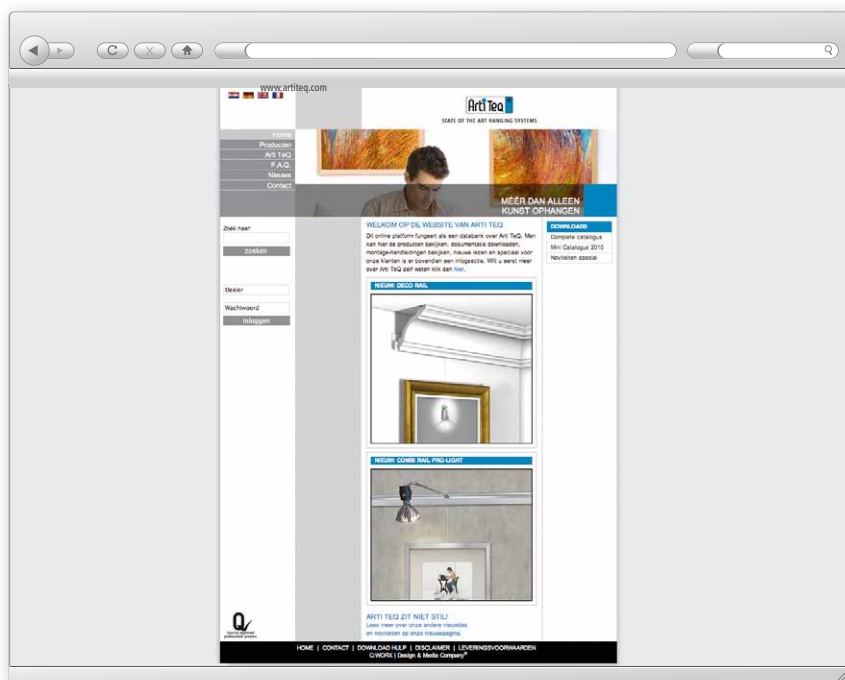 www.artiteq.com
Arti Teq
STATE OF THE ART HANGING SYSTEMS
Home
Producten
Arti TeQ
F.A.Q.
Nieuws
Contact
MÉÉR DAN ALLEEN
KUNST OPHANGEN
Zoek naar:
zoeken
Dealer
Wachtwoord
inloggen
WELKOM OP DE WEBSITE VAN ARTI TEQ
Dit online platform fungeert als een databank over Arti TeQ. Men
kan hier de producten bekijken, documentatie downloaden,
montage-handleidingen bekijken, nieuws lezen en speciaal voor
onze klanten is er bovendien een inlogsectie. Wilt u eerst meer
over Arti TeQ zelf weten klik dan hier.
NIEUW: DECO RAIL
NIEUW: COMBI RAIL PRO-LIGHT
ARTI TEQ ZIT NIET STIL!
Lees meer over onze andere nieuwtjes
en noviteiten op onze nieuwspagina.
DOWNLOADS
Complete catalogus
Mini Catalogus 2010
Noviteiten special
Q
HOME | CONTACT | DOWNLOAD HULP | DISCLAIMER | LEVERINGSVOORWAARDEN
Q:WORX | Design & Media Company®